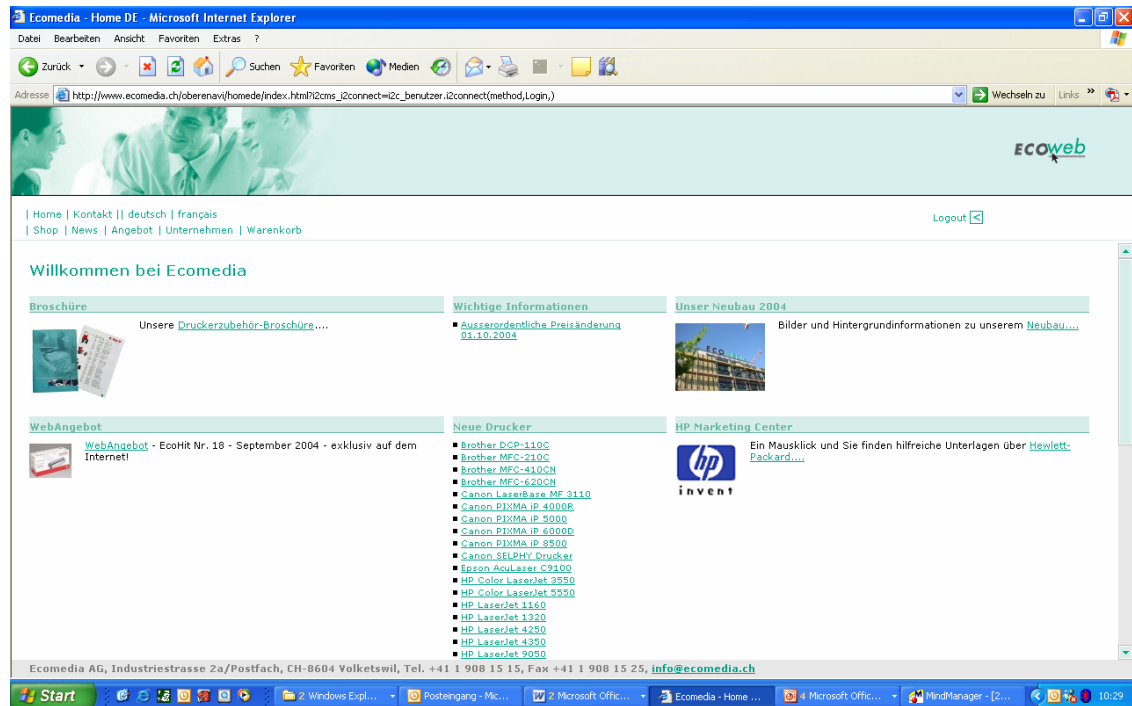 Ecomedia - Home DE - Microsoft Internet Explorer
Datei Bearbeiten Ansicht Favoriten Extras ?
Zurück Suchen Favoriten Medien
Adresse http://www.ecomedia.ch/oberenavi/homede/index.html?i2cms_i2connect=i2c_benutzer.i2connect(method,Login,) Wechseln zu Links »
ECOweb
| Home | Kontakt || deutsch | français
Logout <
| Shop | News | Angebot | Unternehmen | Warenkorb
Willkommen bei Ecomedia
Broschüre
Unsere Druckerzubehör-Broschüre....
Wichtige Informationen
Ausserordentliche Preisänderung
01.10.2004
Unser Neubau 2004
Bilder und Hintergrundinformationen zu unserem Neubau....
ECO
WebAngebot
WebAngebot - EcoHit Nr. 18 - September 2004 - exklusiv auf dem
Internet!
Neue Drucker
Brother DCP-110C
Brother MFC-210C
Brother MFC-410CN
Brother MFC-620CN
Canon LaserBase MF 3110
Canon PIXMA iP 4000R
Canon PIXMA iP 5000
Canon PIXMA iP 6000D
Canon PIXMA iP 8500
Canon SELPHY Drucker
Epson AcuLaser C9100
HP Color LaserJet 3550
HP Color LaserJet 5550
HP LaserJet 1160
HP LaserJet 1320
HP LaserJet 4250
HP LaserJet 4350
HP LaserJet 9050
HP Marketing Center
Ein Mausklick und Sie finden hilfreiche Unterlagen über Hewlett-
Packard....
hp
invent
Ecomedia AG, Industriestrasse 2a/Postfach, CH-8604 Volketswil, Tel. +41 1 908 15 15, Fax +41 1 908 15 25, info@ecomedia.ch
Start 2 Windows Expl... Posteingang - Mic... 2 Microsoft Offic... Ecomedia - Home ... 4 Microsoft Offic... MindManager - [2... 10:29